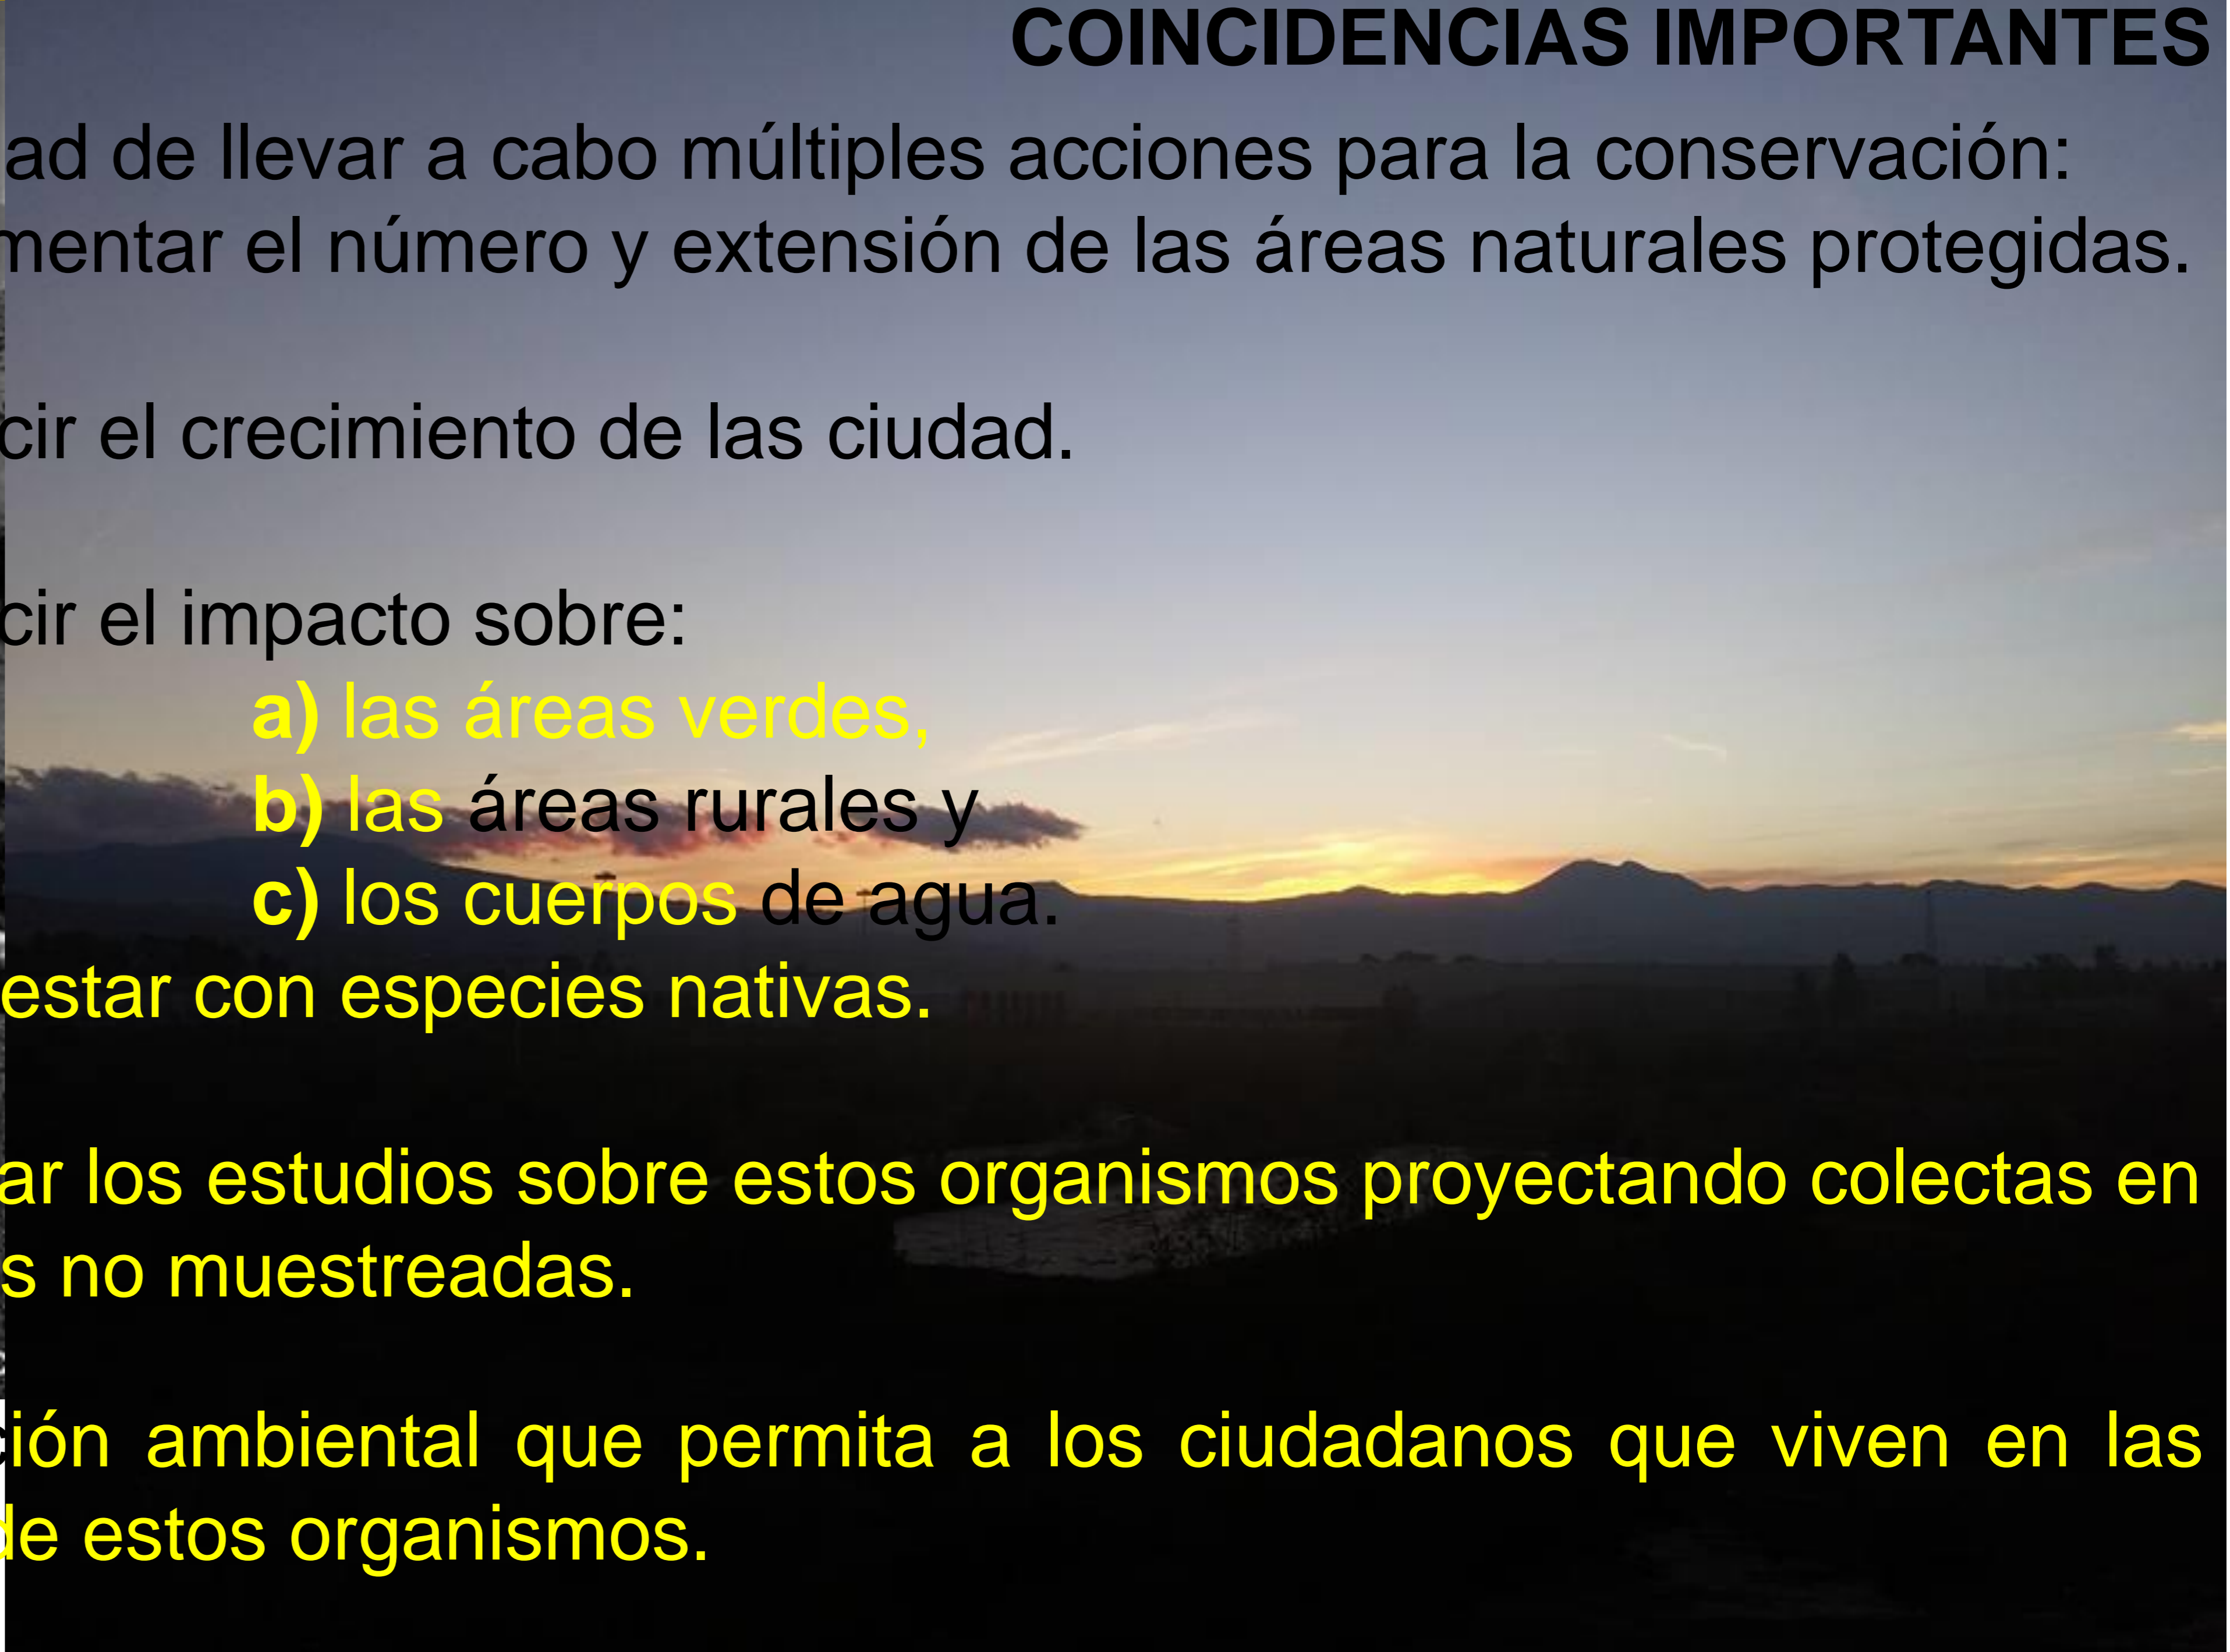 COINCIDENCIAS IMPORTANTES
ad de llevar a cabo múltiples acciones para la conservación:
mentar el número y extensión de las áreas naturales protegidas.
cir el crecimiento de las ciudad.
cir el impacto sobre:
a) las áreas verdes,
b) las áreas rurales y
c) los cuerpos de agua.
estar con especies nativas.
ar los estudios sobre estos organismos proyectando colectas en
s no muestreadas.
ión ambiental que permita a los ciudadanos que viven en las
de estos organismos.